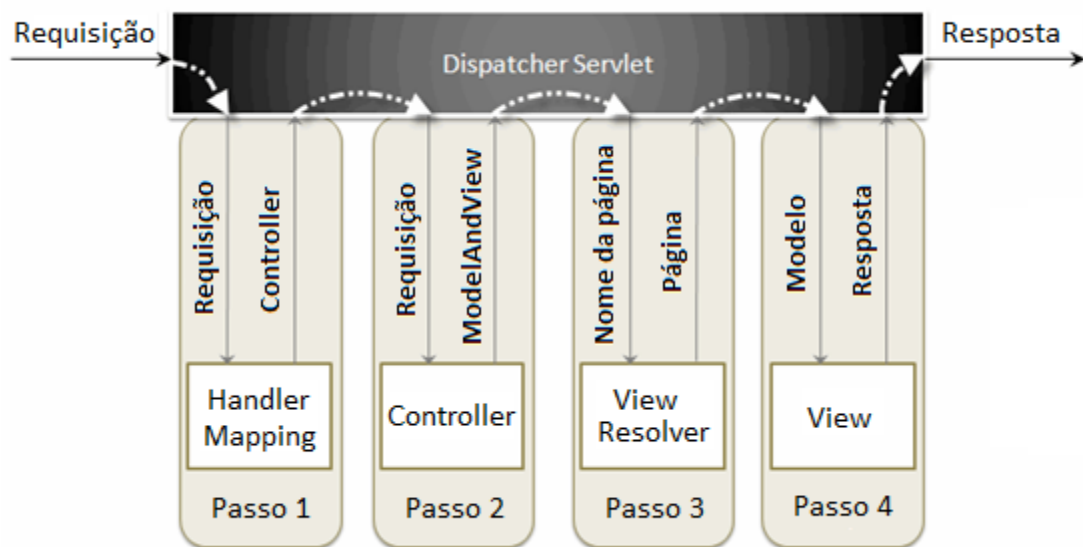 Requisição
Dispatcher Servlet
Resposta
Requisição
Controller
Requisição
ModelAndView
Nome da página
Página
Modelo
Resposta
Handler
Mapping
Controller
View
Resolver
View
Passo 1
Passo 2
Passo 3
Passo 4